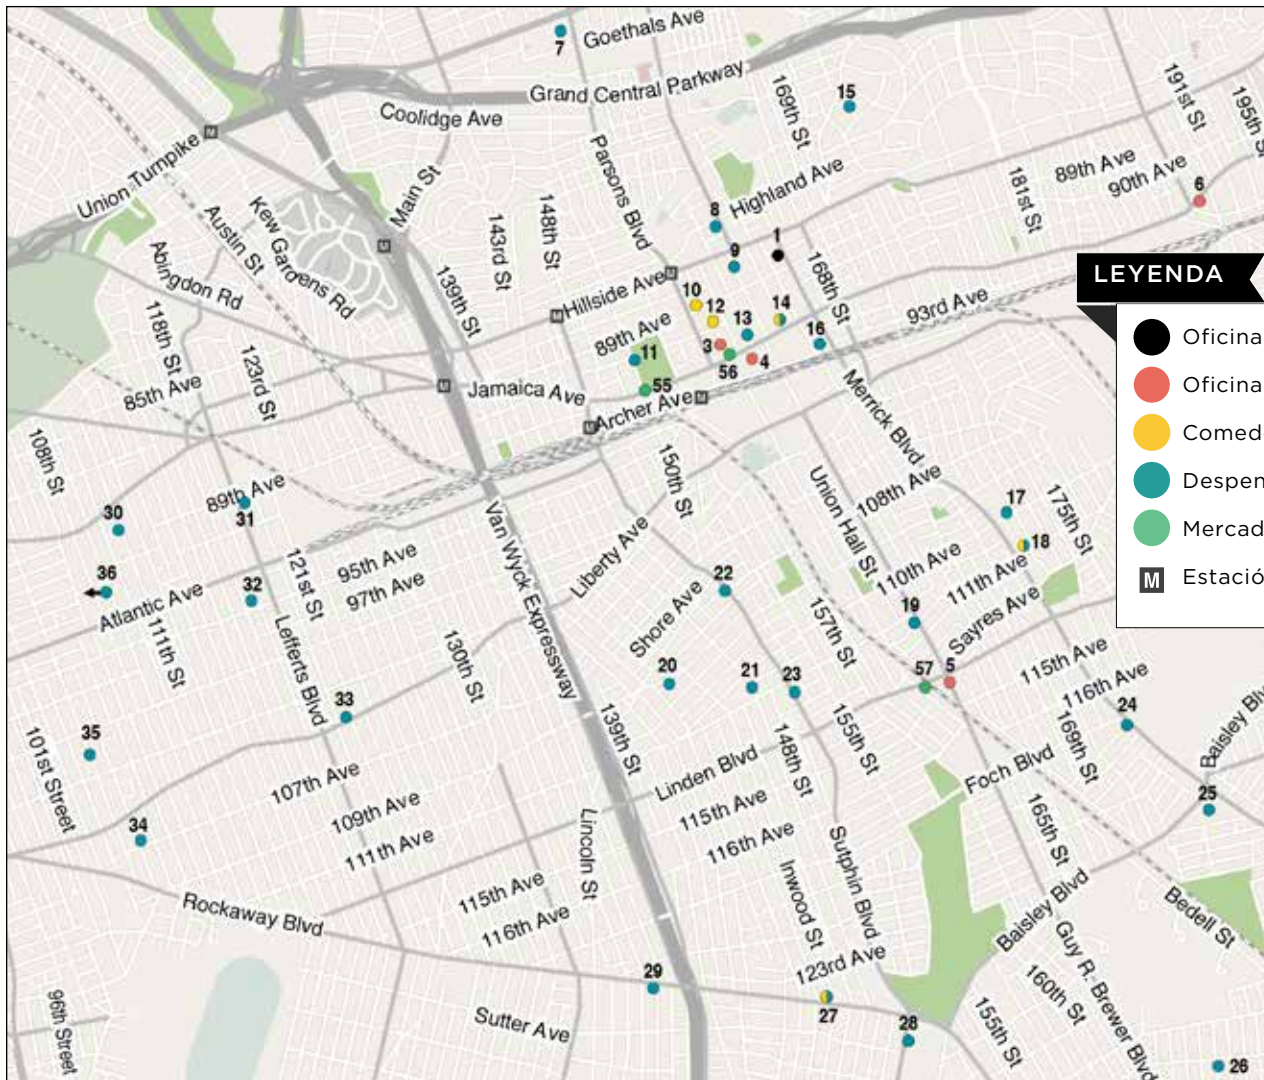 7
Goethals Ave
Grand Central Parkway
Coolidge Ave
169th St
15
191st St
195th St
Union Turnpike
M
Main St
Parsons Blvd
Highland Ave
89th Ave
90th Ave
6
181st St
Austin St
Kew Gardens Rd
Abingdon Rd
M
143rd St
148th St
139th St
8
9
1
168th St
Hillside Ave
M
M
10
12
13
14
16
93rd Ave
LEYENDA
Oficina
Oficina
Comed
Despen
Mercad
M Estació
118th St
123rd St
85th Ave
89th Ave
11
3
56
4
55
M
Jamaica Ave
Archer Ave
M
M
Merrick Blvd
108th St
89th Ave
30
31
150th St
Union Hall St
108th Ave
17
175th St
18
Van Wyck Expressway
36
Atlantic Ave
32
121st St
95th Ave
97th Ave
Liberty Ave
22
110th Ave
111th Ave
19
Sayres Ave
111th St
Lefferts Blvd
130th St
Shore Ave
157th St
20
21
23
57
5
115th Ave
116th Ave
24
33
35
101st Street
139th St
148th St
155th St
Linden Blvd
169th St
Foch Blvd
Baisley Blv
25
107th Ave
109th Ave
111th Ave
34
Lincoln St
115th Ave
116th Ave
165th St
Sutphin Blvd
Inwood St
Rockaway Blvd
115th Ave
116th Ave
Baisley Blvd
Bedell St
123rd Ave
Guy R. Brewer Blvd
160th St
29
27
28
155th St
96th Street
Sutter Ave
26